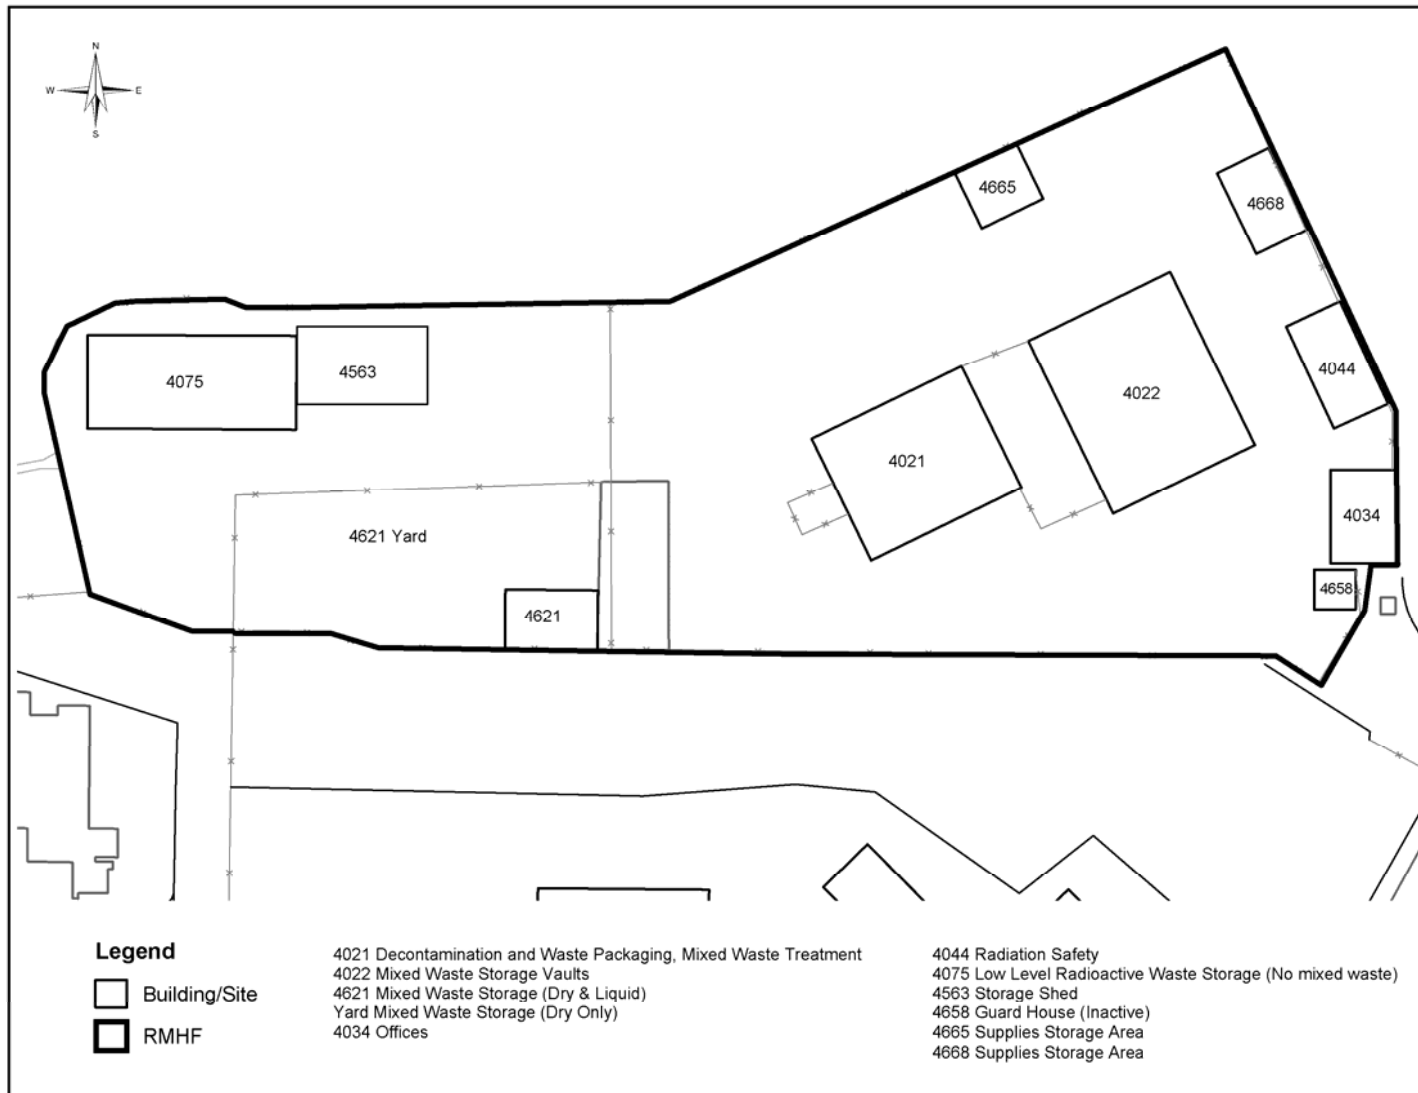 N
W E
S
4665
4668
4075
4563
4044
4022
4021
4034
4621 Yard
4658
4621
Legend
Building/Site
RMHF
4021 Decontamination and Waste Packaging, Mixed Waste Treatment
4022 Mixed Waste Storage Vaults
4621 Mixed Waste Storage (Dry & Liquid)
Yard Mixed Waste Storage (Dry Only)
4034 Offices
4044 Radiation Safety
4075 Low Level Radioactive Waste Storage (No mixed waste)
4563 Storage Shed
4658 Guard House (Inactive)
4665 Supplies Storage Area
4668 Supplies Storage Area